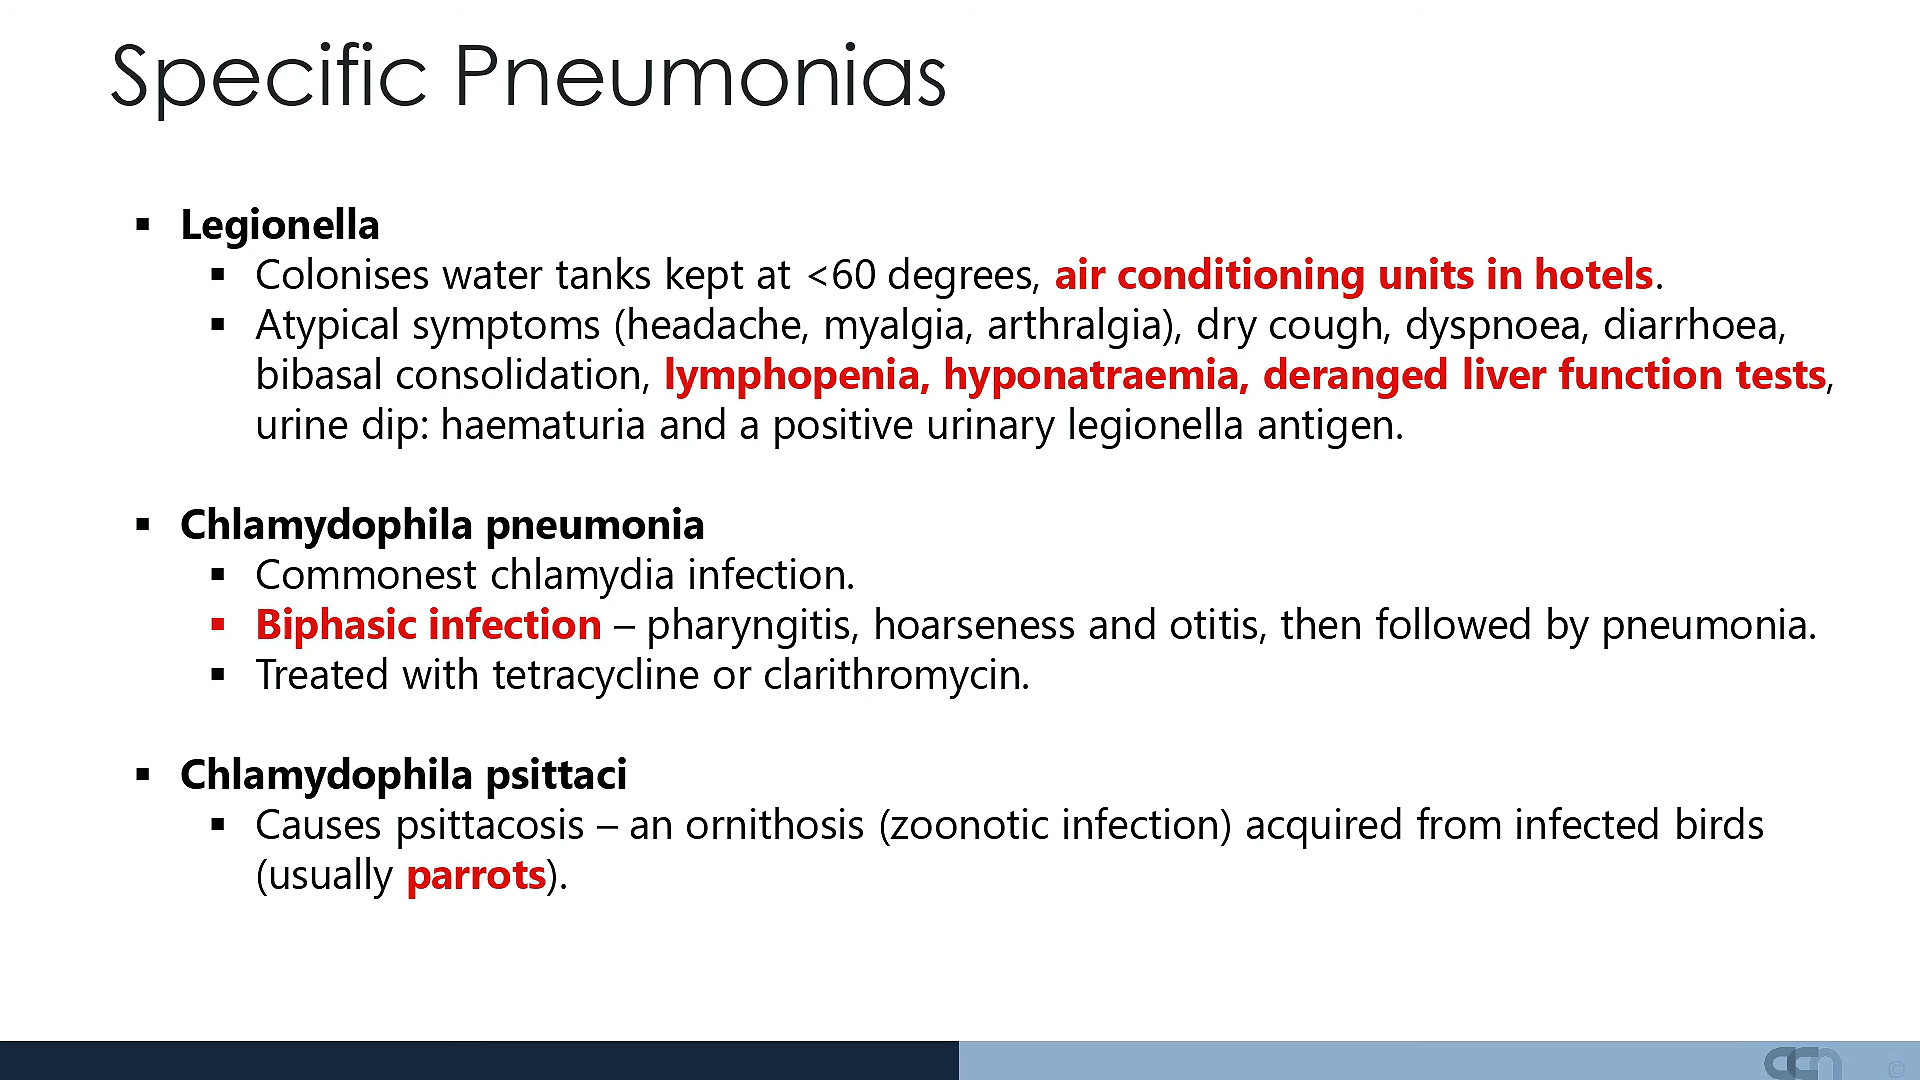 Specific Pneumonias
▪ Legionella
▪ Colonises water tanks kept at <60 degrees, air conditioning units in hotels.
▪ Atypical symptoms (headache, myalgia, arthralgia), dry cough, dyspnoea, diarrhoea,
bibasal consolidation, lymphopenia, hyponatraemia, deranged liver function tests,
urine dip: haematuria and a positive urinary legionella antigen.
▪ Chlamydophila pneumonia
▪ Commonest chlamydia infection.
▪ Biphasic infection – pharyngitis, hoarseness and otitis, then followed by pneumonia.
▪ Treated with tetracycline or clarithromycin.
▪ Chlamydophila psittaci
▪ Causes psittacosis – an ornithosis (zoonotic infection) acquired from infected birds
(usually parrots).
©